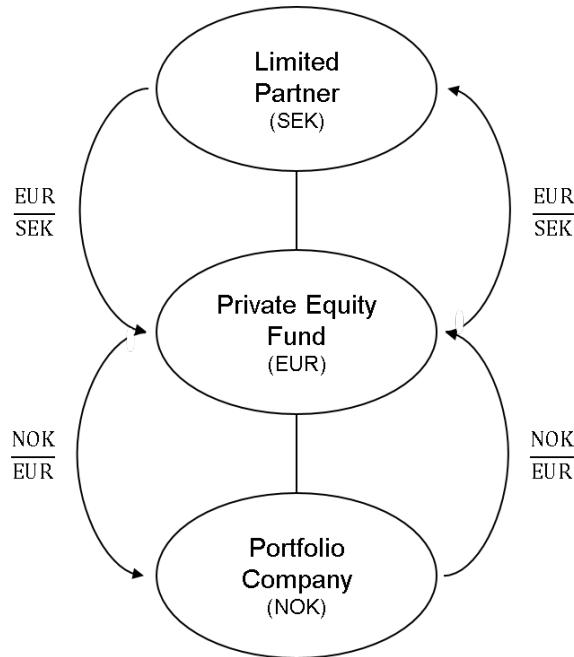 Limited
Partner
(SEK)
EUR
SEK
EUR
SEK
Private Equity
Fund
(EUR)
NOK
EUR
NOK
EUR
Portfolio
Company
(NOK)